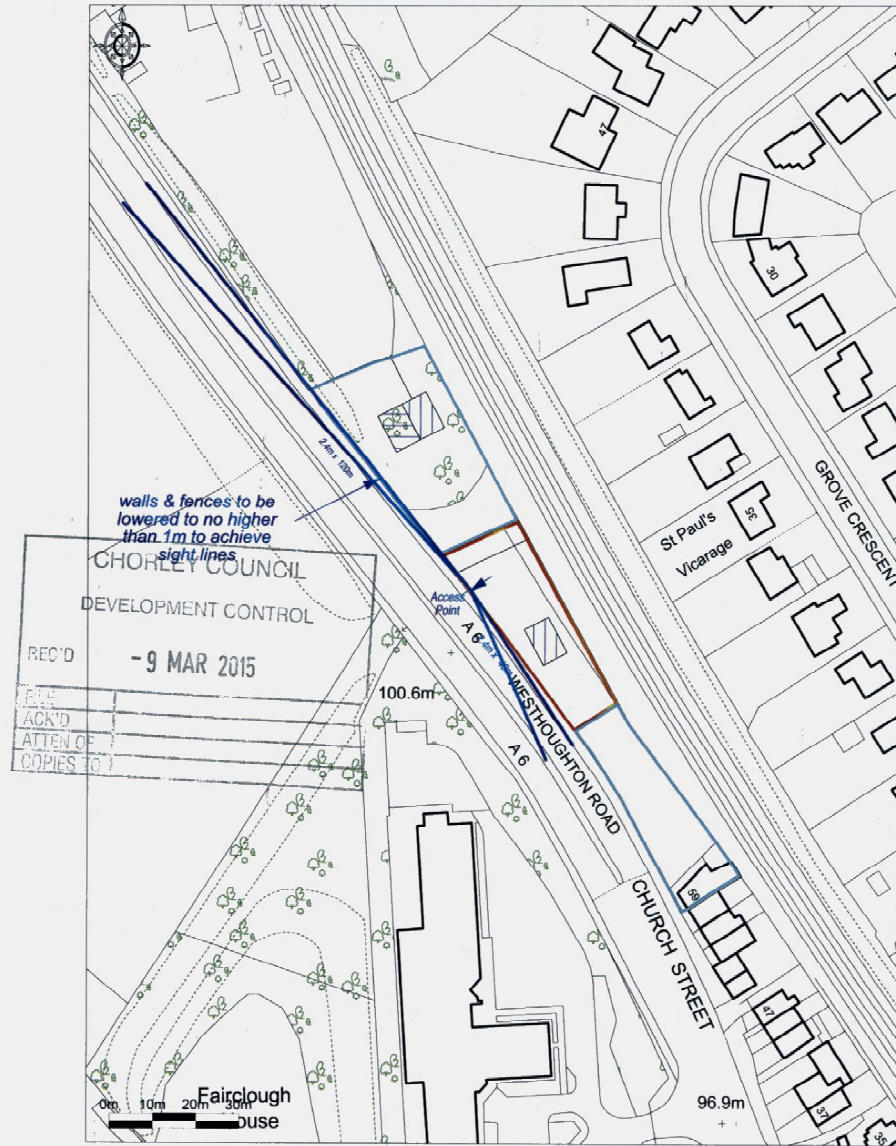 47
30
2.4m x 120m
walls & fences to be
lowered to no higher
than 1m to achieve
sight lines
GROVE CRESCENT
35
St Paul's
Vicarage
CHORLEY COUNCIL
DEVELOPMENT CONTROL
REC'D
- 9 MAR 2015
ACK'D
ATTEN OF
COPIES TO
Access
Point
A 6
100.6m
WESTHOUGHTON ROAD
A 6
59
CHURCH STREET
47
37
35
96.9m
0m 10m 20m 30m
Fairclough
ouse